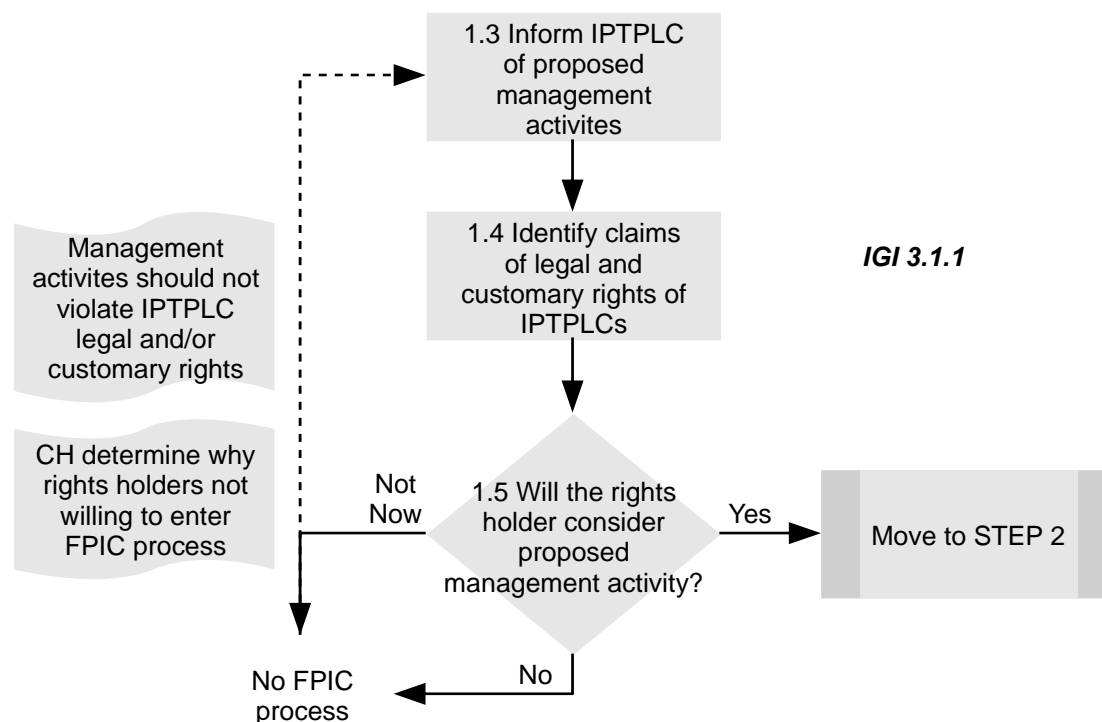 1.3 Inform IPTPLC
of proposed
management
activites
1.4 Identify claims
of legal and
customary rights of
IPTPLCs
IGI 3.1.1
Management
activites should not
violate IPTPLC
legal and/or
customary rights
CH determine why
rights holders not
willing to enter
FPIC process
Not
Now
1.5 Will the rights
holder consider
proposed
management activity?
Yes
Move to STEP 2
No
No FPIC
process